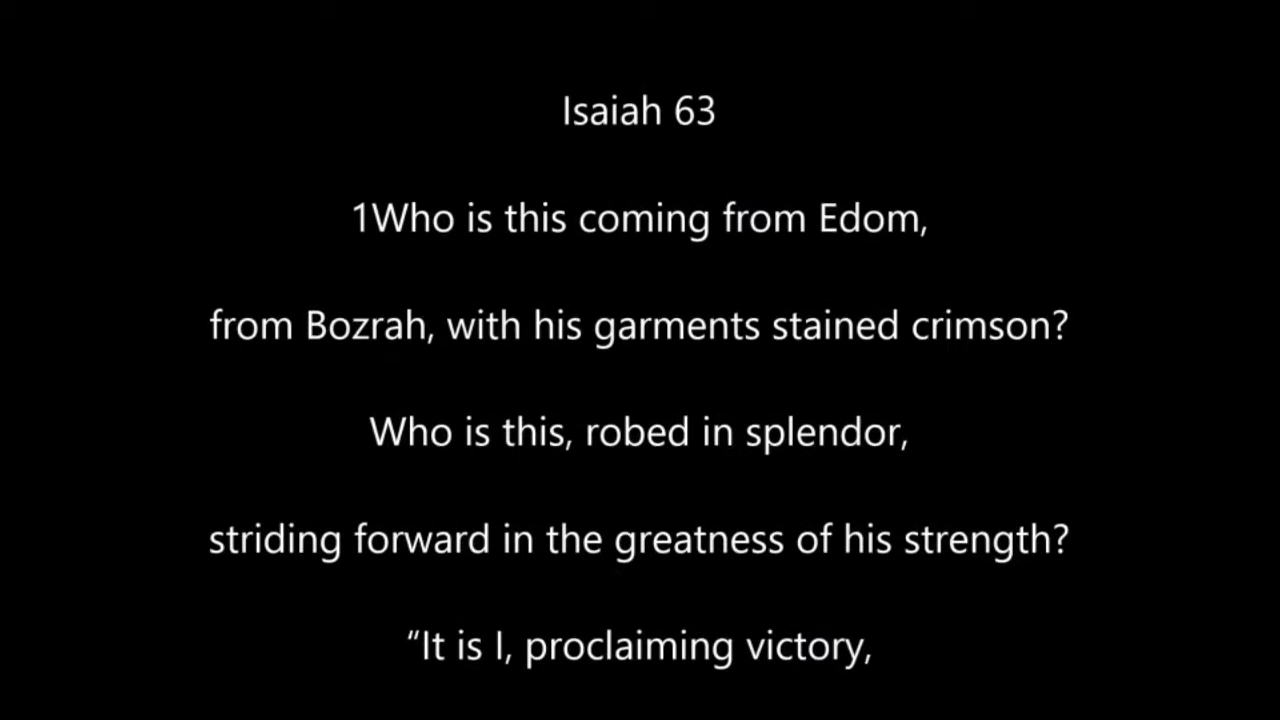 Isaiah 63
1Who is this coming from Edom,
from Bozrah, with his garments stained crimson?
Who is this, robed in splendor,
striding forward in the greatness of his strength?
“It is I, proclaiming victory,